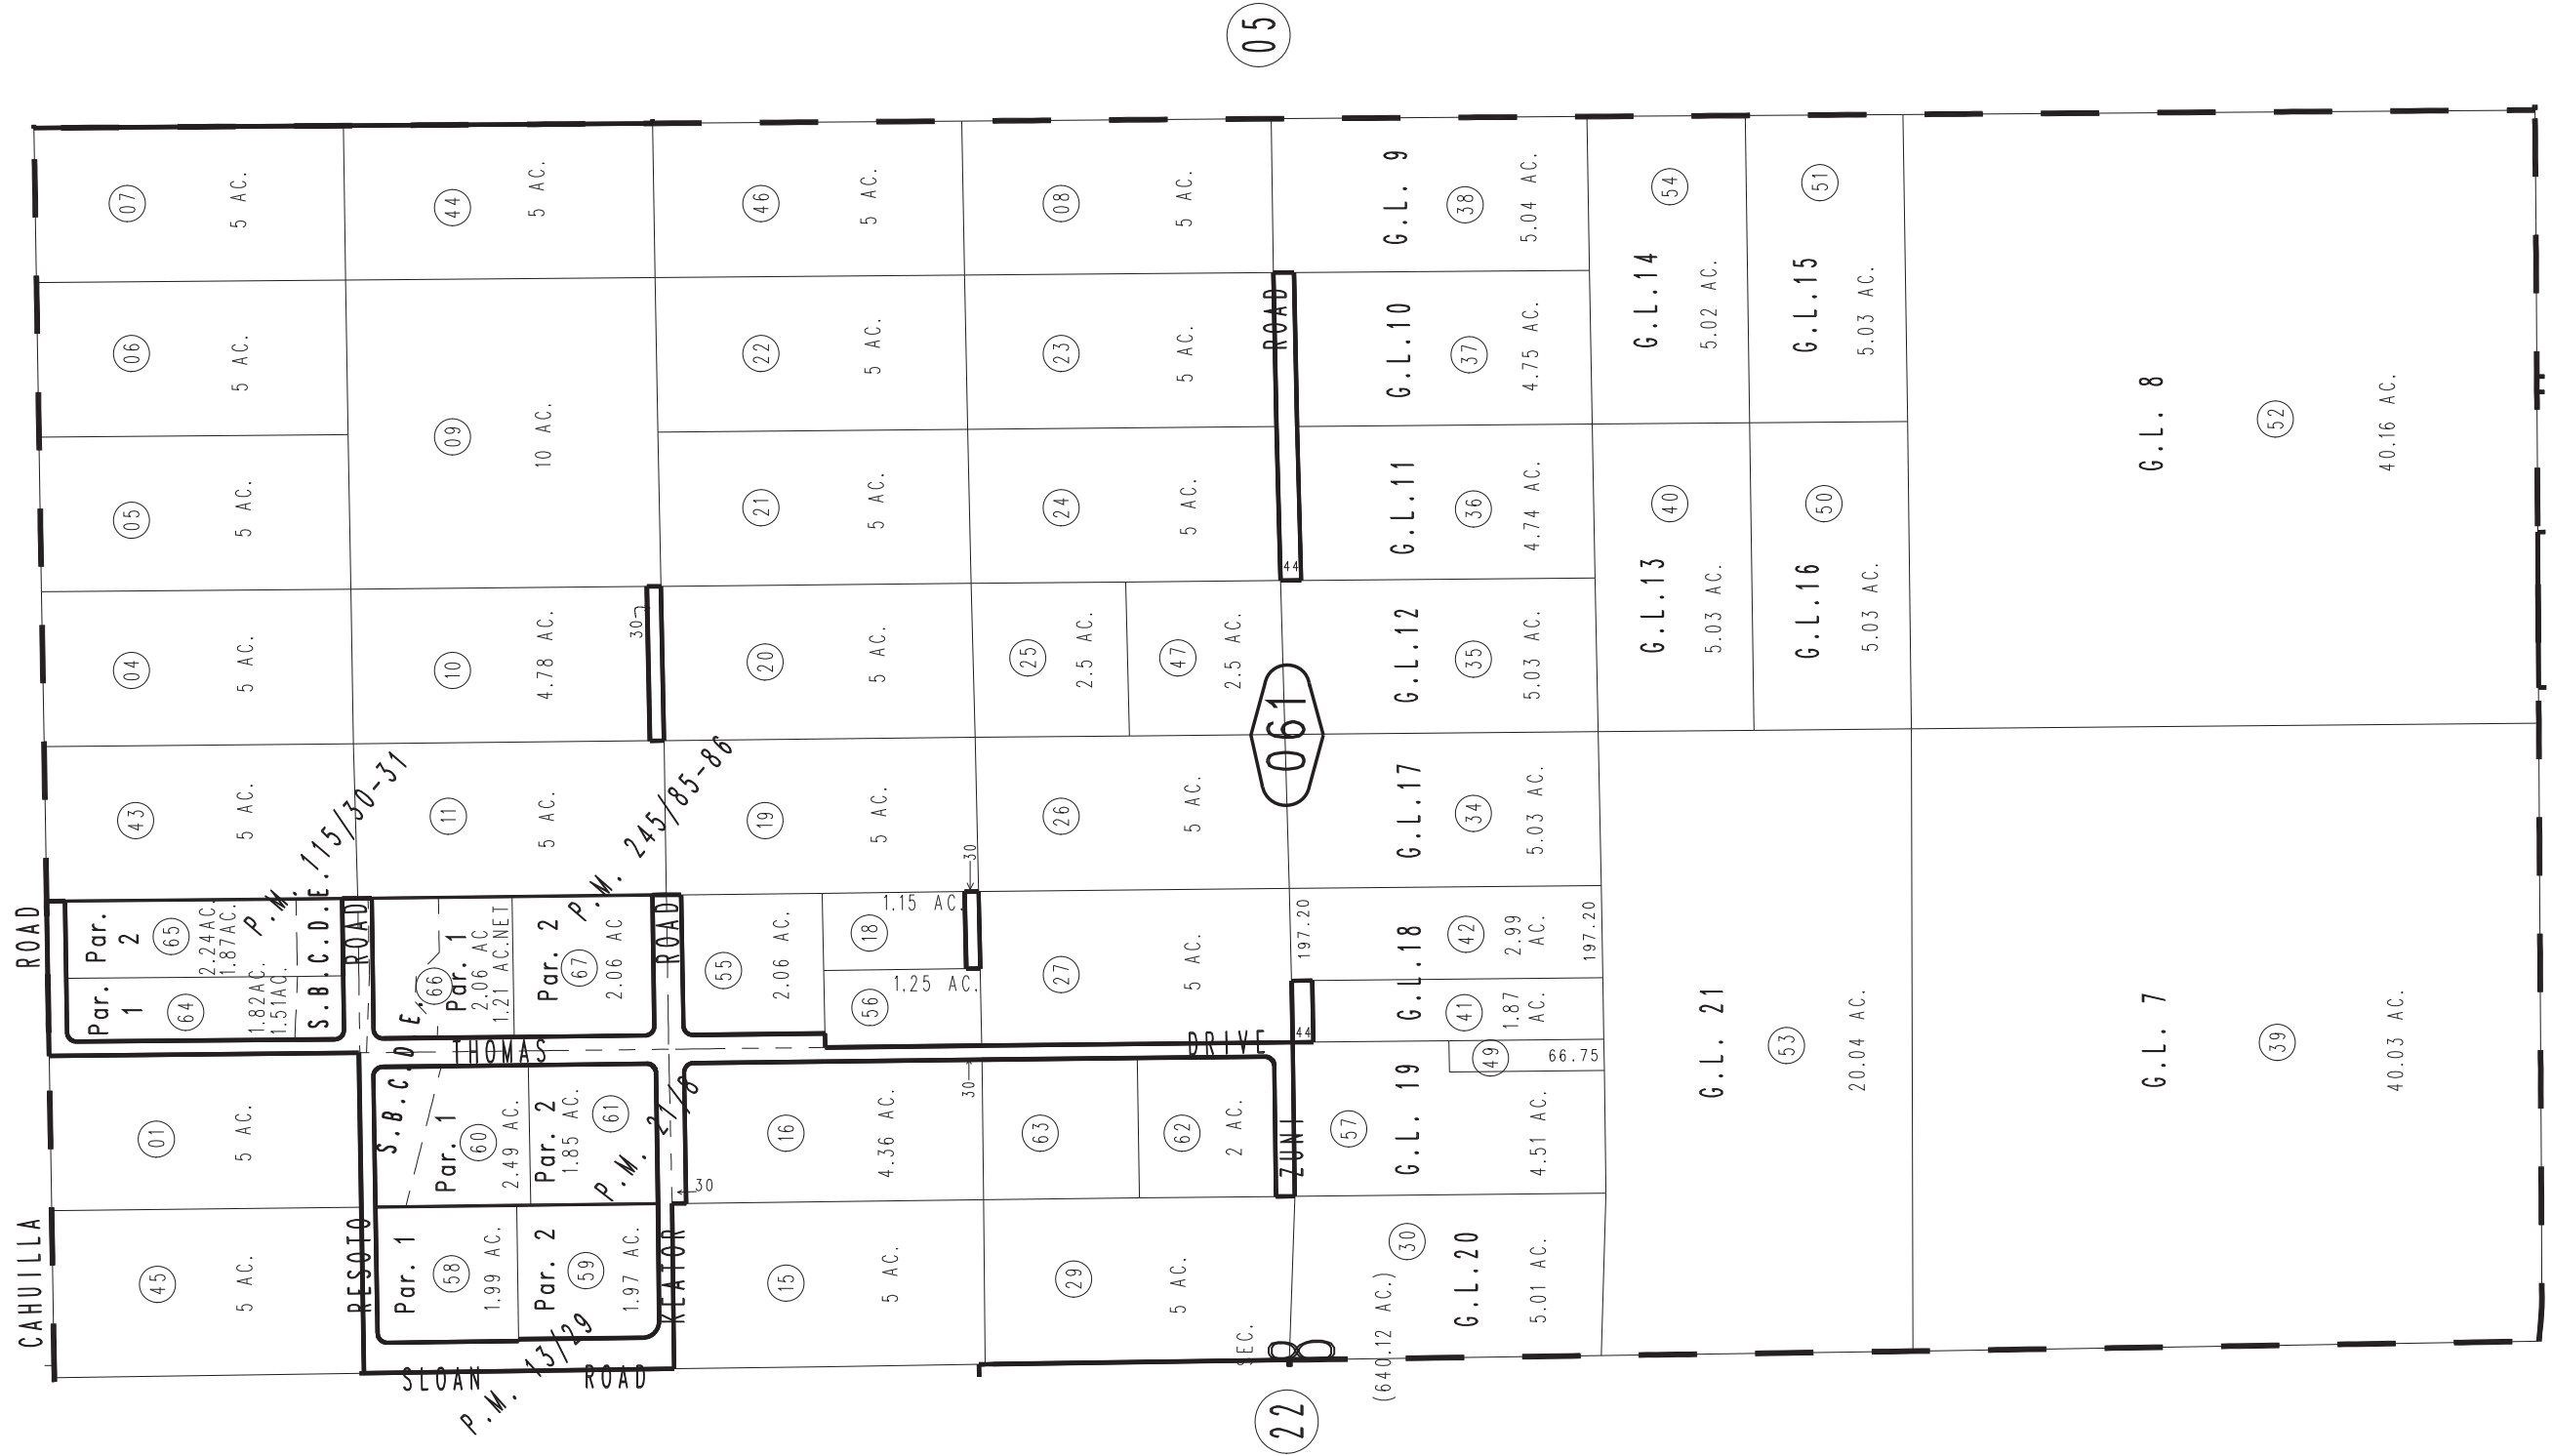 05
07
5 AC.
44
5 AC.
46
5 AC.
08
5 AC.
G.L. 9
38
5.04 AC.
54
G.L.14
5.02 AC.
51
G.L.15
5.03 AC.
06
5 AC.
09
10 AC.
22
5 AC.
23
5 AC.
ROAD
G.L.10
37
4.75 AC.
G.L. 8
52
40.16 AC.
05
5 AC.
21
5 AC.
24
5 AC.
44
G.L.11
36
4.74 AC.
40
G.L.13
5.03 AC.
50
G.L.16
5.03 AC.
04
5 AC.
10
4.78 AC.
30
20
5 AC.
25
2.5 AC.
47
2.5 AC.
061
G.L.12
35
5.03 AC.
43
5 AC.
P.M. 115/30-31
11
5 AC.
P.M. 245/85-86
19
5 AC.
30
26
5 AC.
G.L.17
34
5.03 AC.
ROAD
Par. 2
65
2.24AC.
1.87AC.
Par. 1
64
1.82AC.
1.51AC.
S.B.C.D.E.
ROAD
66
Par. 1
2.06 AC
1.21 AC.NET
Par. 2
67
2.06 AC
ROAD
55
2.06 AC.
18
1.15 AC.
56
1.25 AC.
27
5 AC.
197.20
G.L.18
42
2.99
AC.
197.20
41
1.87
AC.
44
G.L. 21
53
20.04 AC.
G.L. 7
39
40.03 AC.
THOMAS
DRIVE
01
5 AC.
S.B.C.D.E.
Par. 1
60
2.49 AC.
Par. 2
1.85 AC.
61
P.M. 21/8
30
16
4.36 AC.
30
63
62
2 AC.
ZUNI
57
G.L. 19
49
66.75
4.51 AC.
CAHUILLA
45
5 AC.
RESOTO
Par. 1
58
1.99 AC.
Par. 2
59
1.97 AC.
KEATOR
15
5 AC.
29
5 AC.
30
G.L.20
5.01 AC.
SLOAN
ROAD
P.M. 13/29
SEC.
8
(640.12 AC.)
22